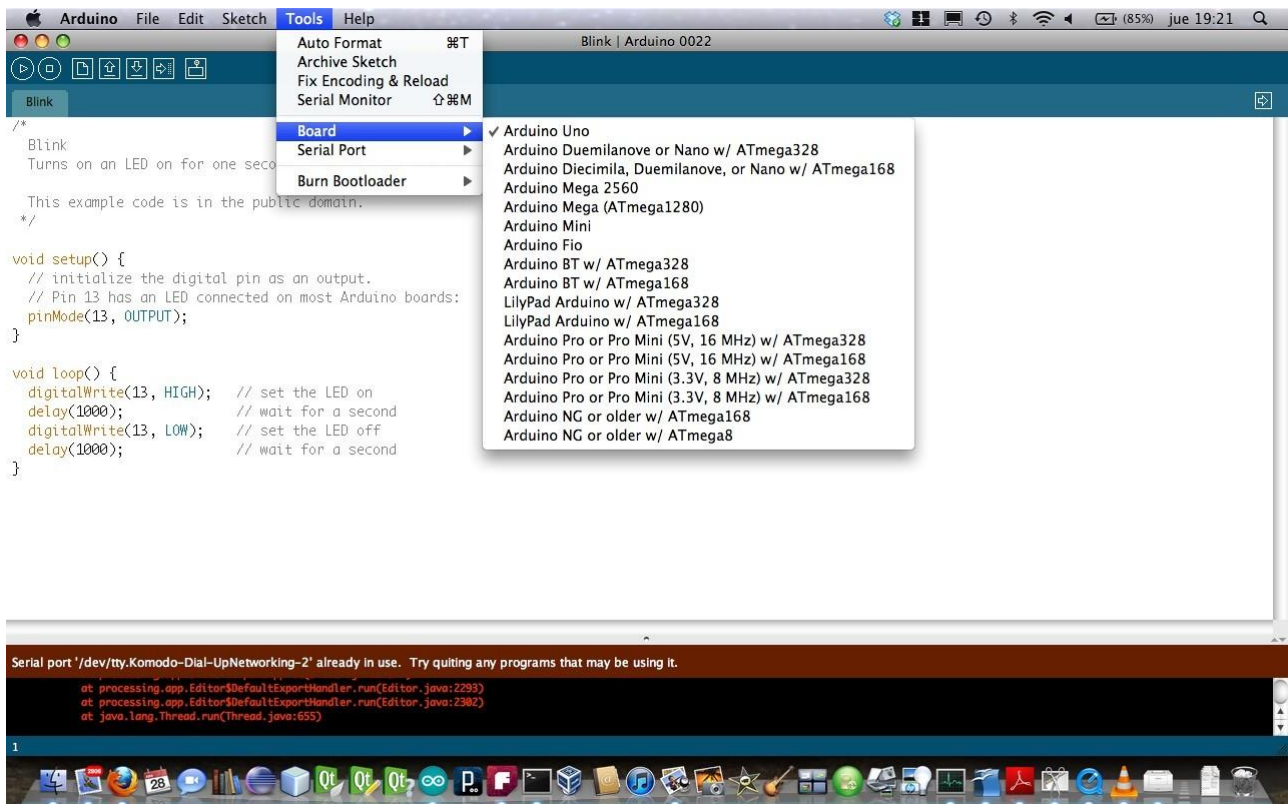 Arduino File Edit Sketch Tools Help (85%) jue 19:21
Blink | Arduino 0022
Auto Format ⌘T
Archive Sketch
Fix Encoding & Reload
Serial Monitor ⇧⌘M
Board
Serial Port
Burn Bootloader
✓ Arduino Uno
Arduino Duemilanove or Nano w/ ATmega328
Arduino Diecimila, Duemilanove, or Nano w/ ATmega168
Arduino Mega 2560
Arduino Mega (ATmega1280)
Arduino Mini
Arduino Fio
Arduino BT w/ ATmega328
Arduino BT w/ ATmega168
LilyPad Arduino w/ ATmega328
LilyPad Arduino w/ ATmega168
Arduino Pro or Pro Mini (5V, 16 MHz) w/ ATmega328
Arduino Pro or Pro Mini (5V, 16 MHz) w/ ATmega168
Arduino Pro or Pro Mini (3.3V, 8 MHz) w/ ATmega328
Arduino Pro or Pro Mini (3.3V, 8 MHz) w/ ATmega168
Arduino NG or older w/ ATmega168
Arduino NG or older w/ ATmega8
Blink
/*
Blink
Turns on an LED on for one seco
This example code is in the public domain.
*/
void setup() {
// initialize the digital pin as an output.
// Pin 13 has an LED connected on most Arduino boards:
pinMode(13, OUTPUT);
}
void loop() {
digitalWrite(13, HIGH); // set the LED on
delay(1000); // wait for a second
digitalWrite(13, LOW); // set the LED off
delay(1000); // wait for a second
}
Serial port '/dev/tty.Komodo-Dial-UpNetworking-2' already in use. Try quiting any programs that may be using it.
at processing.app.Editor$DefaultExportHandler.run(Editor.java:2293)
at processing.app.Editor$DefaultExportHandler.run(Editor.java:2302)
at java.lang.Thread.run(Thread.java:655)
1
28
Qt Qt Qt P F